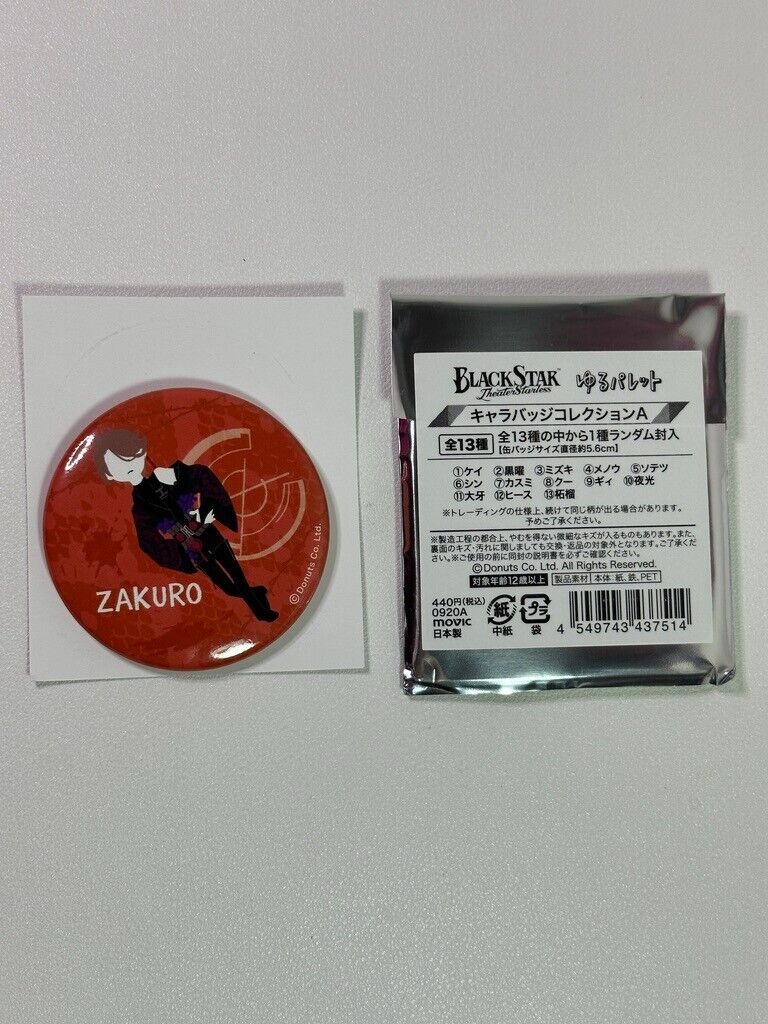 ZAKURO
©Donuts Co. Ltd.
BLACKSTAR
Theater Starless
ゆるパレット
キャラバッジコレクションA
全13種
全13種の中から1種ランダム封入
【缶バッジサイズ直径約5.6cm】
①ケイ ②黒曜 ③ミズキ ④メノウ ⑤ソテツ
⑥シン ⑦カスミ ⑧クー ⑨ギィ ⑩夜光
⑪大牙 ⑫ヒース ⑬柘榴
※トレーディングの仕様上、続けて同じ柄が出る場合があります。
予めご了承ください。
※製造工程の都合上、やむを得ない微細なキズが入るものもあります。また、
裏面のキズ・汚れに関しましても交換・返品の対象外となります。ご了承くだ
さい。※ご使用の前に同封の説明書を必ずご確認ください。
©Donuts Co. Ltd. All Rights Reserved.
対象年齢12歳以上 製品素材 本体:紙、鉄、PET
440円(税込)
0920A
movic
日本製
紙
中紙
プラ
袋
4 549743 437514